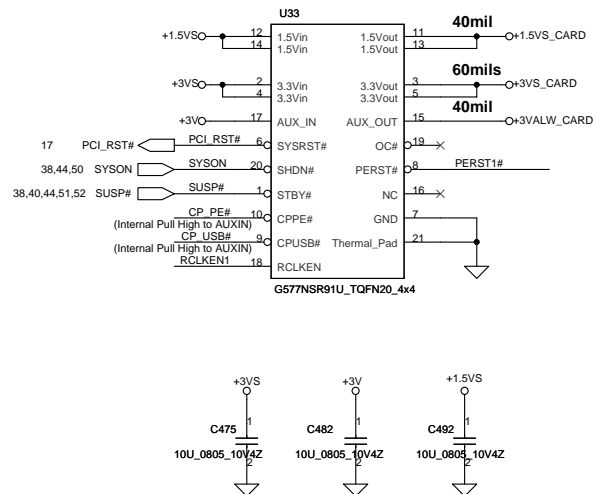 U33
+1.5VS 12 1.5Vin 1.5Vout 11 40mil +1.5VS_CARD
14 1.5Vin 1.5Vout 13
+3VS 2 3.3Vin 3.3Vout 3 60mils +3VS_CARD
4 3.3Vin 3.3Vout 5
+3V 17 AUX_IN AUX_OUT 15 40mil +3VALW_CARD
17 PCI_RST# PCI_RST# 6 SYSRST# OC# 19
38,44,50 SYSON SYSON 20 SHDN# PERST# 8 PERST1#
38,40,44,51,52 SUSP# SUSP# 1 STBY# NC 16
CP_PE# 10 CPPE# GND 7
(Internal Pull High to AUXIN)
CP_USB# 9 CPUSB# Thermal_Pad 21
(Internal Pull High to AUXIN)
RCLKEN1 18 RCLKEN
G577NSR91U_TQFN20_4x4
+3VS +3V +1.5VS
1 1 1
C475 C482 C492
10U_0805_10V4Z 10U_0805_10V4Z 10U_0805_10V4Z
2 2 2